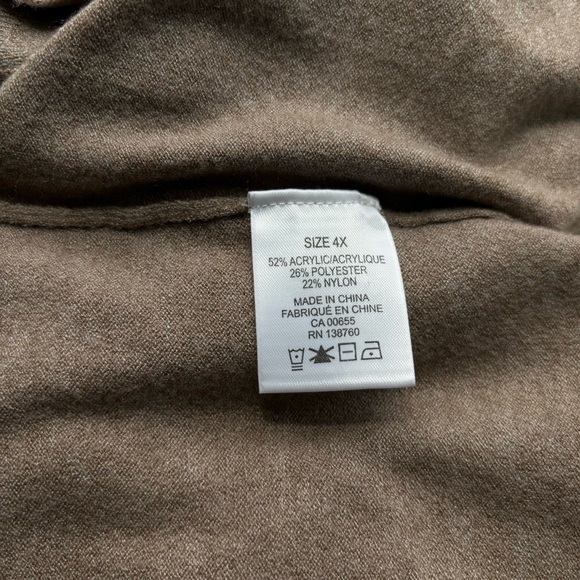 SIZE 4X
52% ACRYLIC/ACRYLIQUE
26% POLYESTER
22% NYLON
MADE IN CHINA
FABRIQUÉ EN CHINE
CA 00655
RN 138760